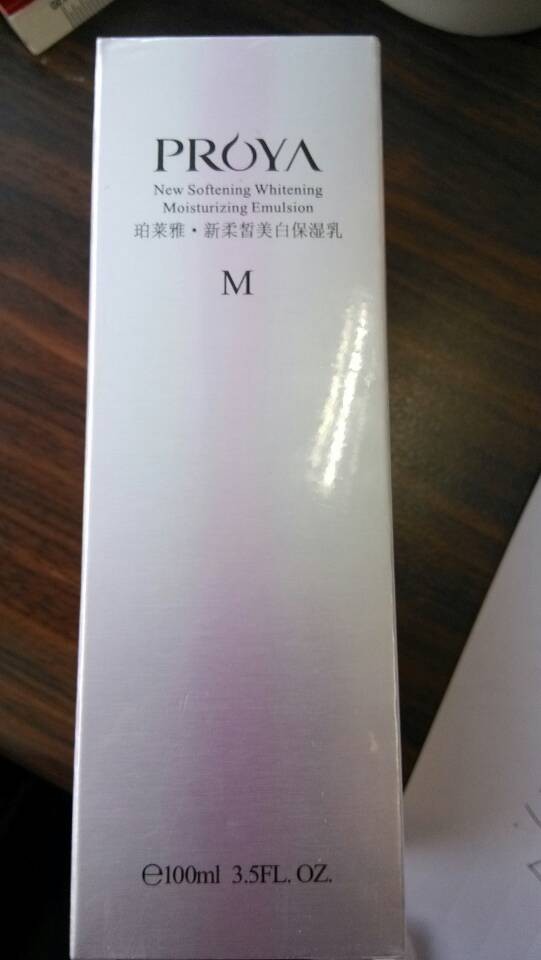 PROYA
New Softening Whitening
Moisturizing Emulsion
珀莱雅·新柔皙美白保湿乳
M
℮100ml 3.5FL. OZ.